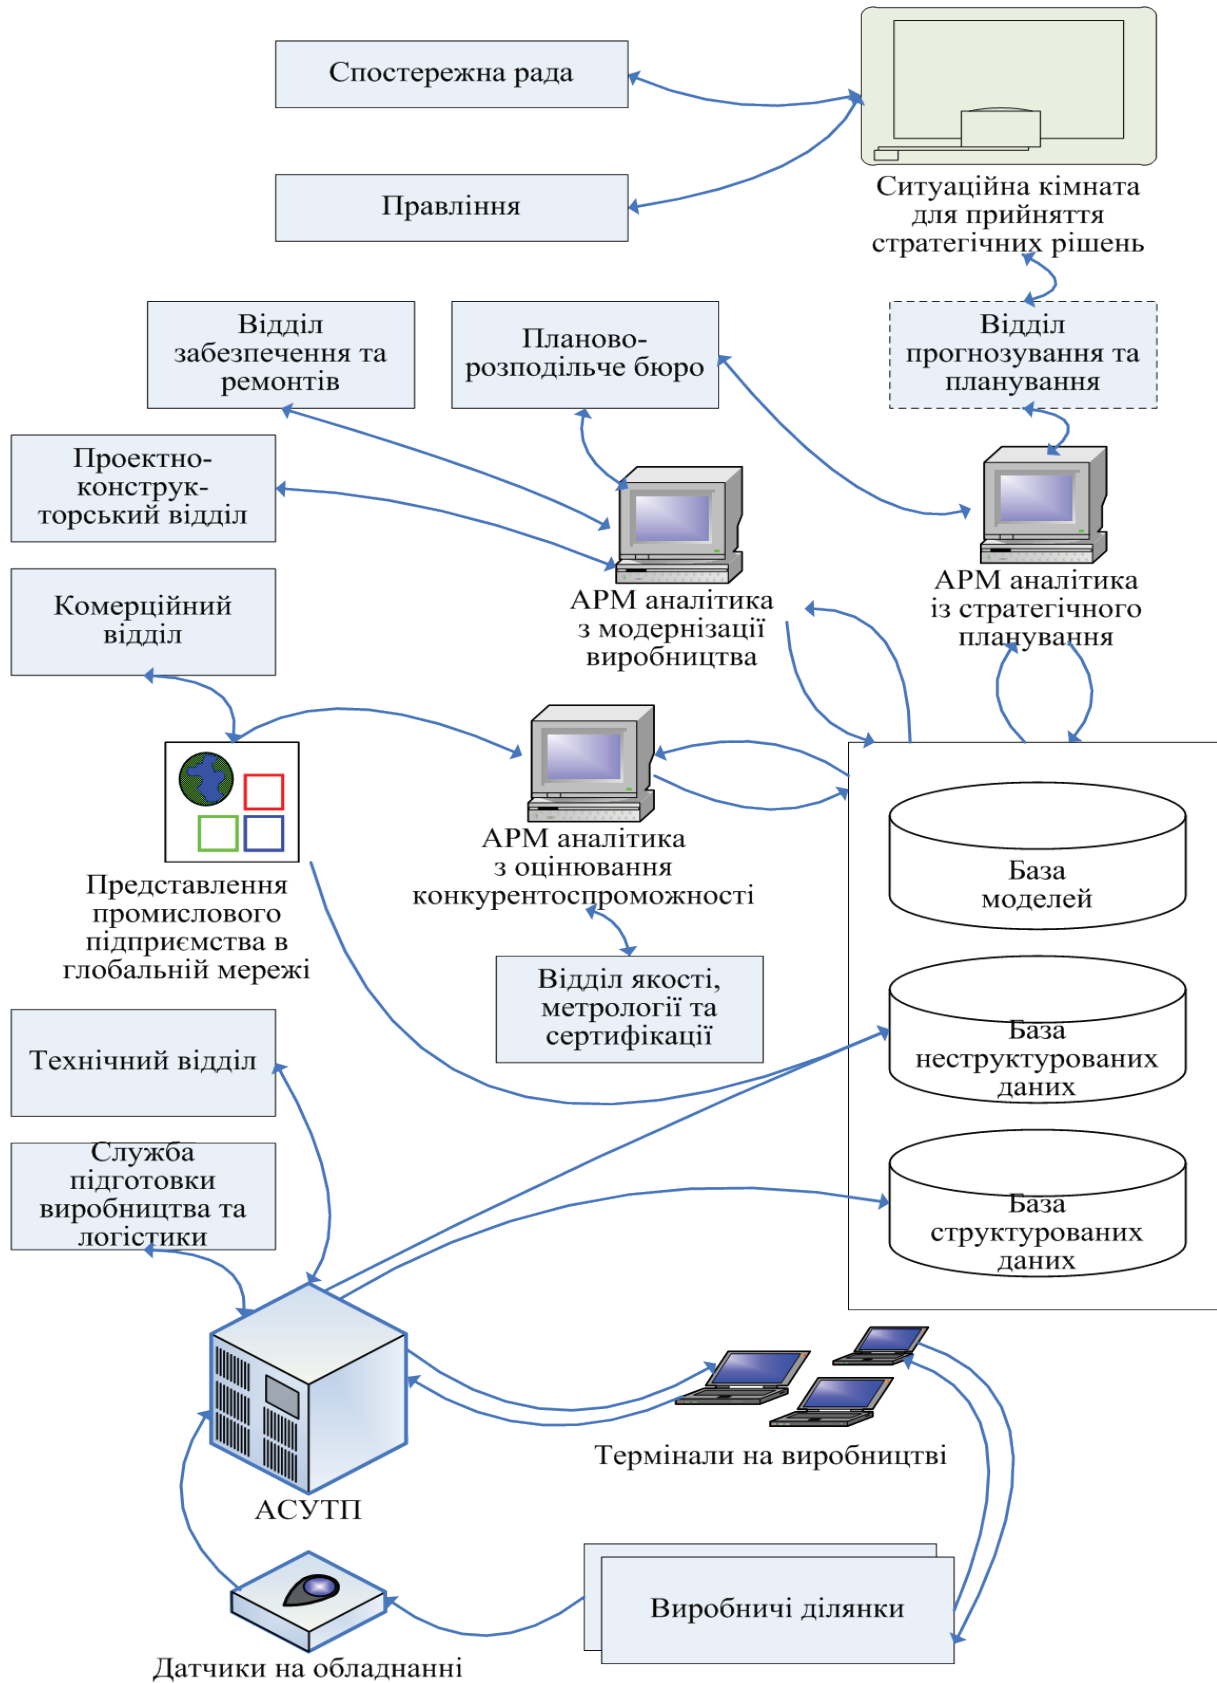 Спостережна рада
Правління
Ситуаційна кімната
для прийняття
стратегічних рішень
Відділ
забезпечення та
ремонтів
Планово-
розподільче бюро
Відділ
прогнозування та
планування
Проектно-
конструк-
торський відділ
АРМ аналітика
з модернізації
виробництва
АРМ аналітика
із стратегічного
планування
Комерційний
відділ
Представлення
промислового
підприємства в
глобальній мережі
АРМ аналітика
з оцінювання
конкурентоспроможності
Відділ якості,
метрології та
сертифікації
База
моделей
База
неструктурованих
даних
База
структурованих
даних
Технічний відділ
Служба
підготовки
виробництва та
логістики
АСУТП
Термінали на виробництві
Виробничі ділянки
Датчики на обладнанні